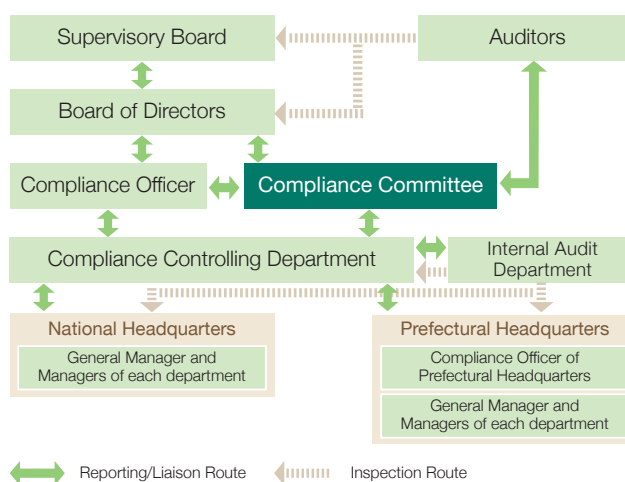 Supervisory Board
Auditors
Board of Directors
Compliance Officer
Compliance Committee
Compliance Controlling Department
Internal Audit
Department
National Headquarters
General Manager and
Managers of each department
Prefectural Headquarters
Compliance Officer of
Prefectural Headquarters
General Manager and
Managers of each department
Reporting/Liaison Route
Inspection Route